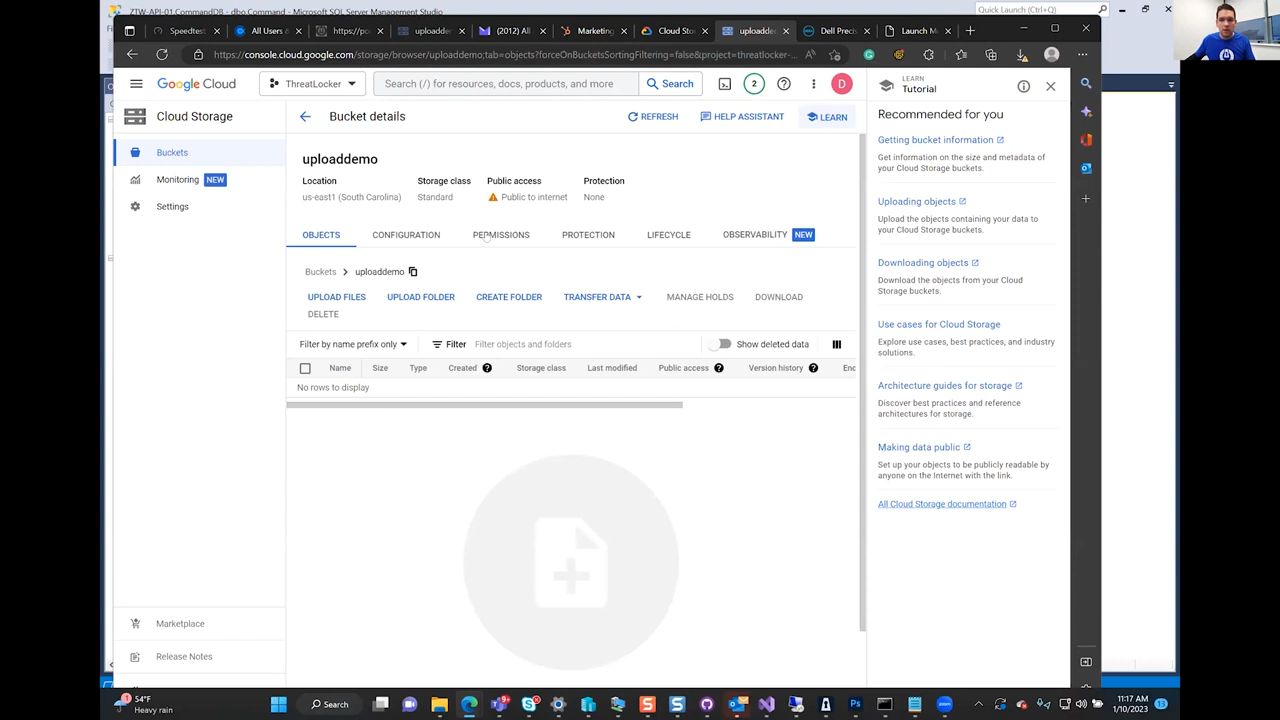 ZTW-API-01.CommandDB - dbo.Command - Microsoft SQL Server Management Studio
Quick Launch (Ctrl+Q)
Speedtest
All Users &
https://po
uploaddem
(2012) All
Marketing
Cloud Stor
uploaddem
Dell Precis
Launch Me
https://console.cloud.google.com/storage/browser/uploaddemo;tab=objects?forceOnBucketsSortingFiltering=false&project=threatlocker-
Google Cloud
ThreatLocker
Search (/) for resources, docs, products, and more
Search
2
D
LEARN
Tutorial
Cloud Storage
Bucket details
REFRESH
HELP ASSISTANT
LEARN
Buckets
Monitoring NEW
Settings
uploaddemo
Location
Storage class
Public access
Protection
us-east1 (South Carolina)
Standard
Public to internet
None
OBJECTS
CONFIGURATION
PERMISSIONS
PROTECTION
LIFECYCLE
OBSERVABILITY NEW
Buckets > uploaddemo
UPLOAD FILES
UPLOAD FOLDER
CREATE FOLDER
TRANSFER DATA
MANAGE HOLDS
DOWNLOAD
DELETE
Filter by name prefix only
Filter
Filter objects and folders
Show deleted data
Name
Size
Type
Created
Storage class
Last modified
Public access
Version history
Enc
No rows to display
Recommended for you
Getting bucket information
Get information on the size and metadata
of your Cloud Storage buckets.
Uploading objects
Upload the objects containing your data to
your Cloud Storage buckets.
Downloading objects
Download the objects from your Cloud
Storage buckets.
Use cases for Cloud Storage
Explore use cases, best practices, and industry
solutions.
Architecture guides for storage
Discover best practices and reference
architectures for storage.
Making data public
Set up your objects to be publicly readable by
anyone on the Internet with the link.
All Cloud Storage documentation
Marketplace
Release Notes
54°F
Heavy rain
Search
11:17 AM
1/10/2023
13